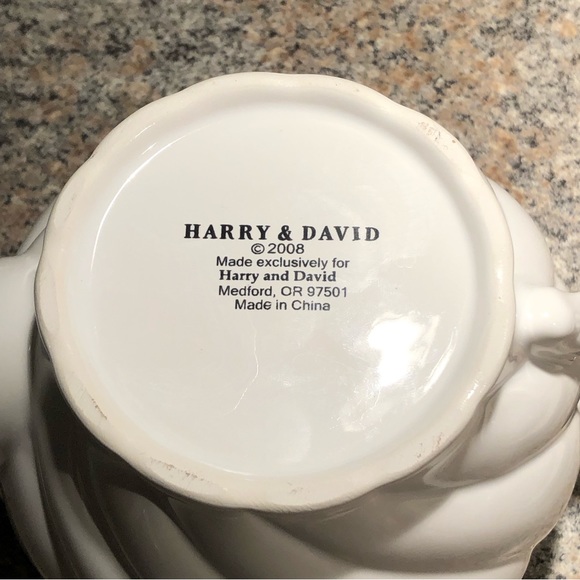 HARRY & DAVID
©2008
Made exclusively for
Harry and David
Medford, OR 97501
Made in China